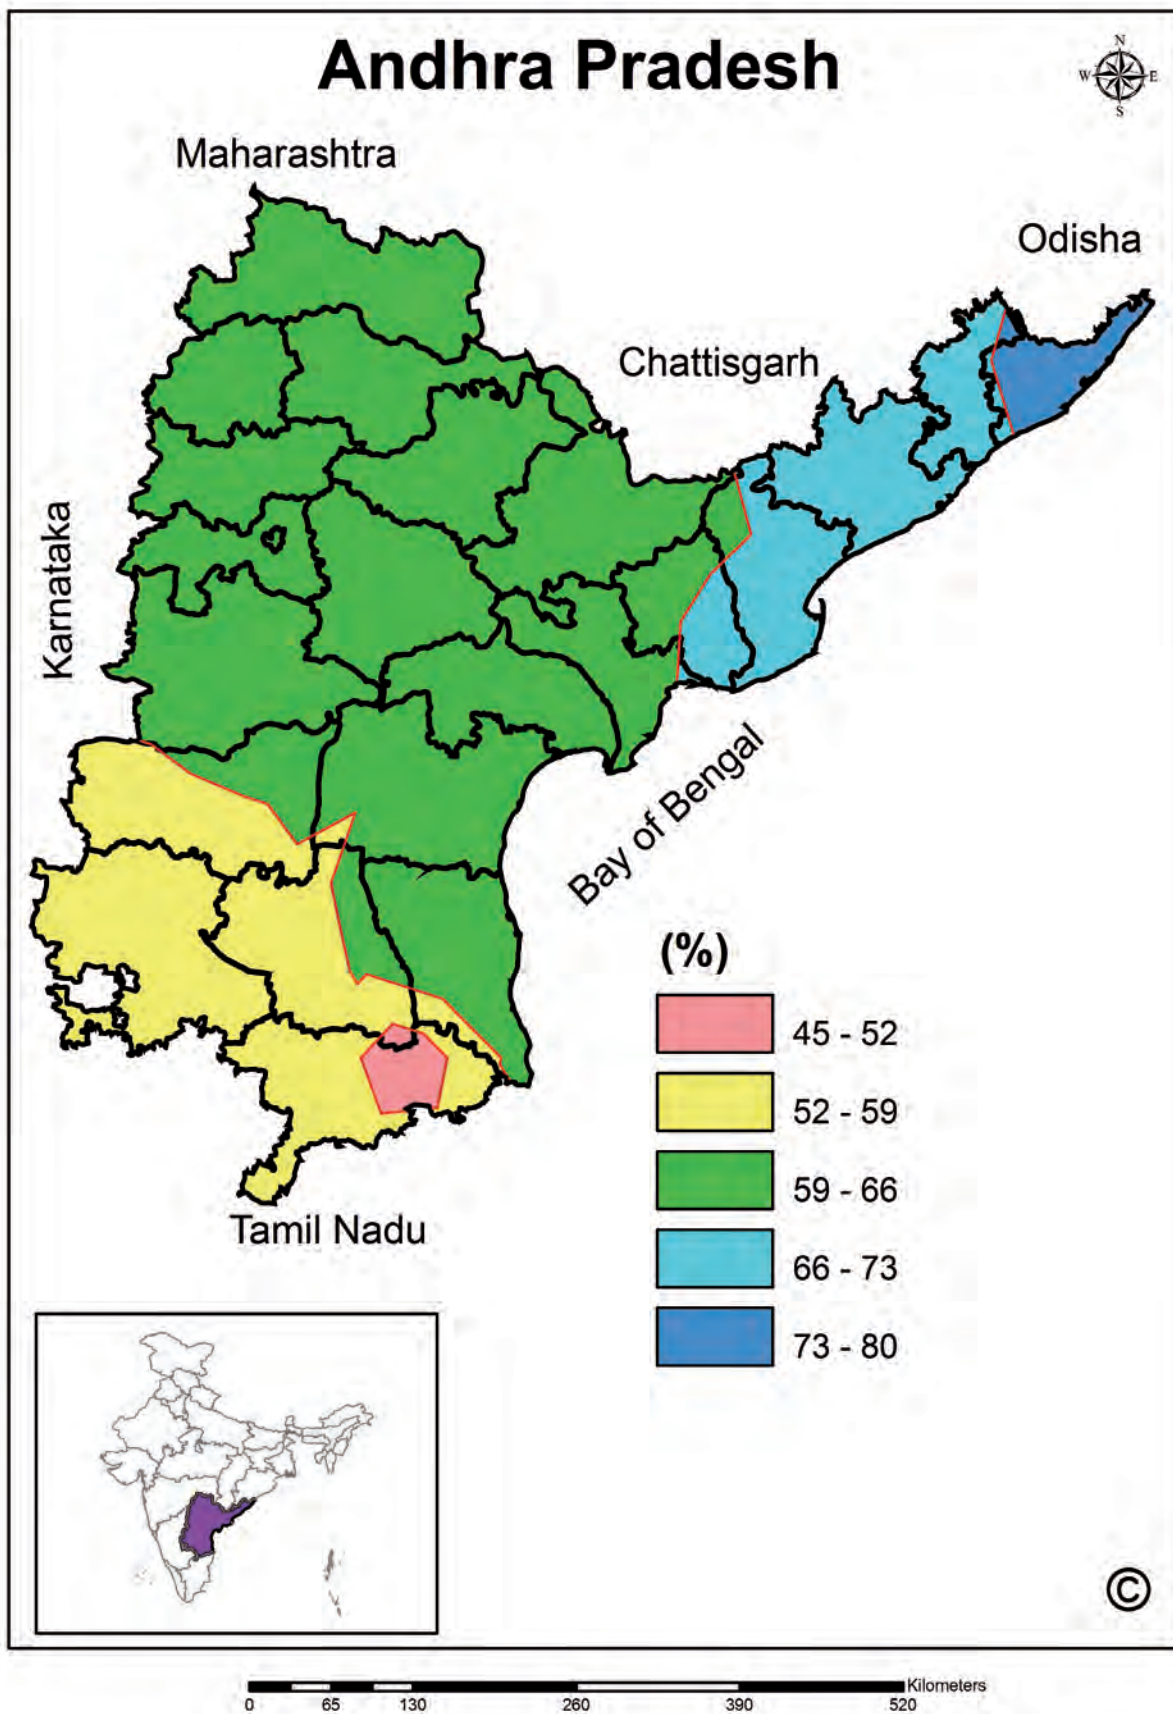 Andhra Pradesh
N
W E
S
Maharashtra
Odisha
Chattisgarh
Karnataka
Bay of Bengal
(%)
45 - 52
52 - 59
59 - 66
66 - 73
73 - 80
Tamil Nadu
©
Kilometers
0 65 130 260 390 520